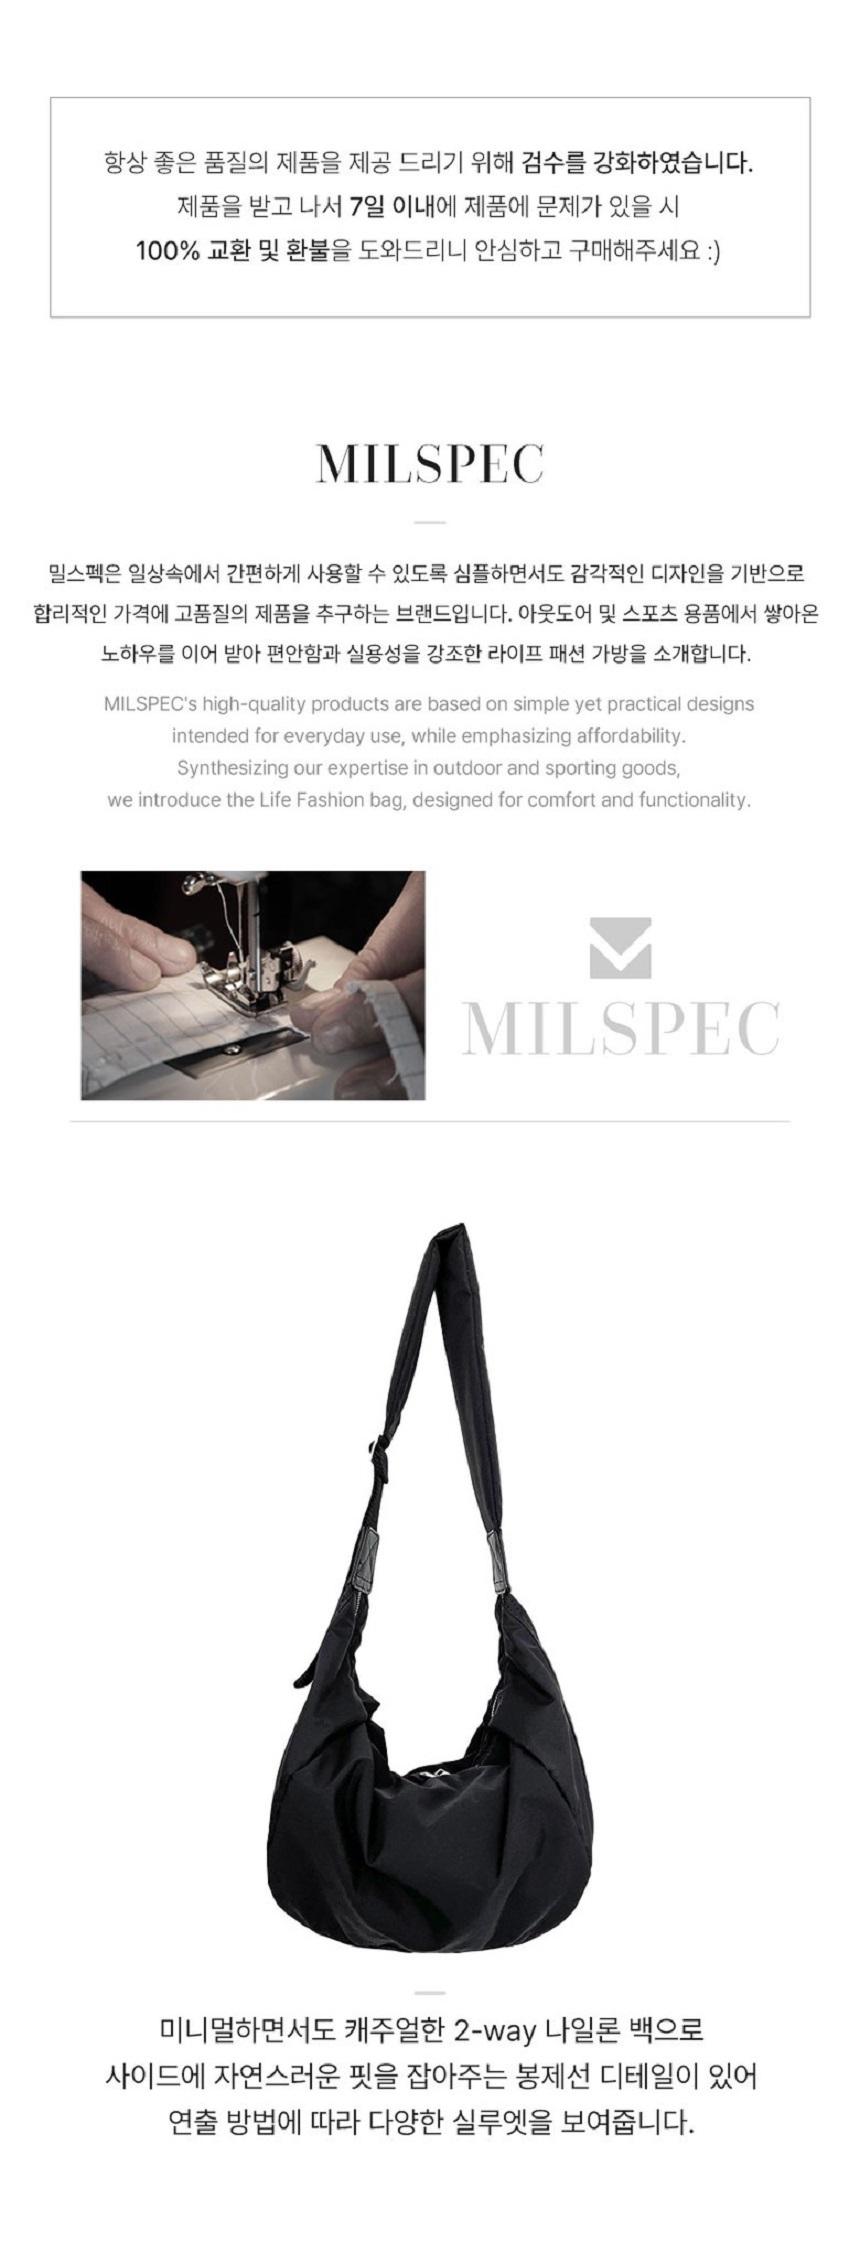 항상 좋은 품질의 제품을 제공 드리기 위해 검수를 강화하였습니다.
제품을 받고 나서 7일 이내에 제품에 문제가 있을 시
100% 교환 및 환불을 도와드리니 안심하고 구매해주세요 :)
MILSPEC
밀스펙은 일상속에서 간편하게 사용할 수 있도록 심플하면서도 감각적인 디자인을 기반으로
합리적인 가격에 고품질의 제품을 추구하는 브랜드입니다. 아웃도어 및 스포츠 용품에서 쌓아온
노하우를 이어 받아 편안함과 실용성을 강조한 라이프 패션 가방을 소개합니다.
MILSPEC's high-quality products are based on simple yet practical designs
intended for everyday use, while emphasizing affordability.
Synthesizing our expertise in outdoor and sporting goods,
we introduce the Life Fashion bag, designed for comfort and functionality.
MILSPEC
미니멀하면서도 캐주얼한 2-way 나일론 백으로
사이드에 자연스러운 핏을 잡아주는 봉제선 디테일이 있어
연출 방법에 따라 다양한 실루엣을 보여줍니다.